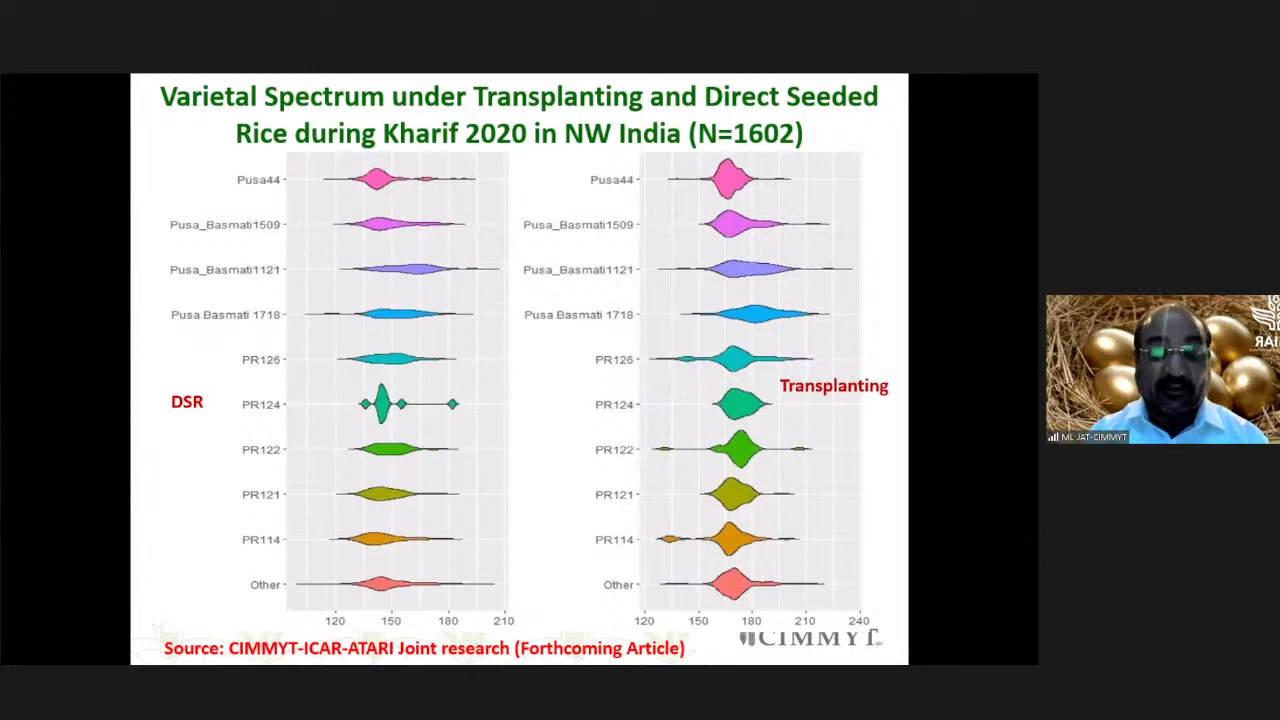 Varietal Spectrum under Transplanting and Direct Seeded
Rice during Kharif 2020 in NW India (N=1602)
Pusa44
Pusa_Basmati1509
Pusa_Basmati1121
Pusa Basmati 1718
PR126
DSR
PR124
PR122
PR121
PR114
Other
120 150 180 210
Pusa44
Pusa_Basmati1509
Pusa_Basmati1121
Pusa Basmati 1718
PR126
Transplanting
PR124
PR122
PR121
PR114
Other
120 150 180 210 240
CIMMYT
Source: CIMMYT-ICAR-ATARI Joint research (Forthcoming Article)
ML JAT-CIMMYT